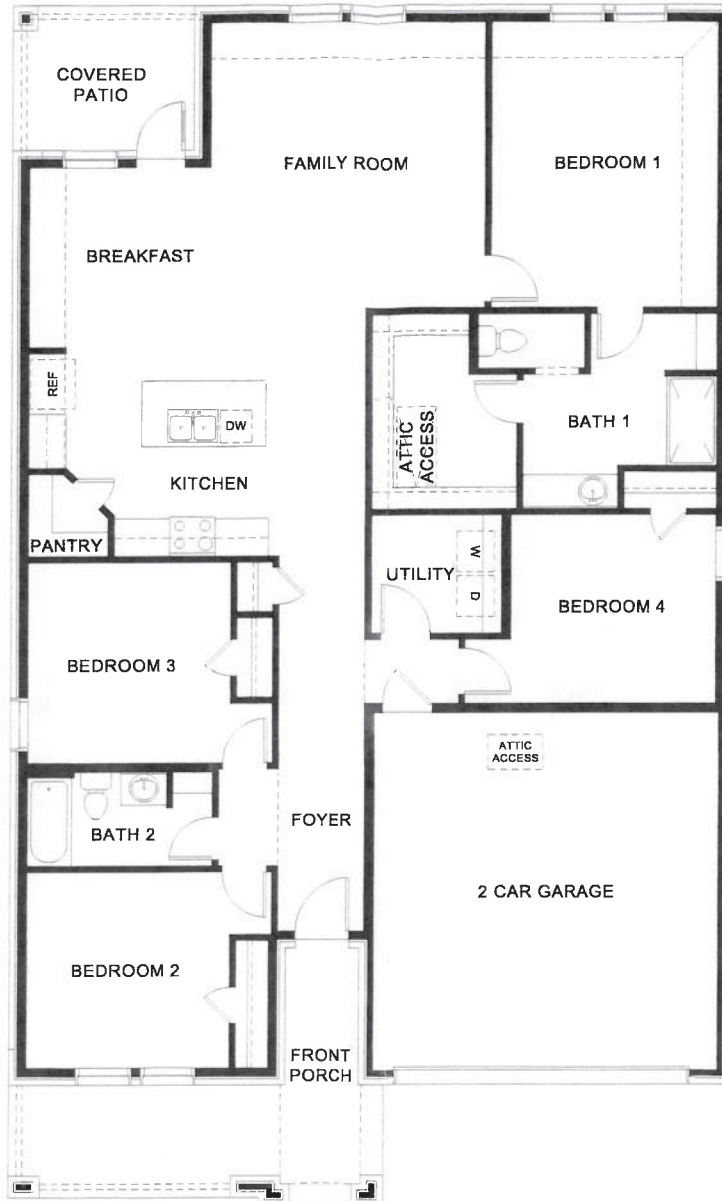 COVERED
PATIO
FAMILY ROOM
BEDROOM 1
BREAKFAST
REF
DW
ATTIC
ACCESS
BATH 1
KITCHEN
PANTRY
UTILITY
W
D
BEDROOM 4
BEDROOM 3
ATTIC
ACCESS
BATH 2
FOYER
2 CAR GARAGE
BEDROOM 2
FRONT
PORCH